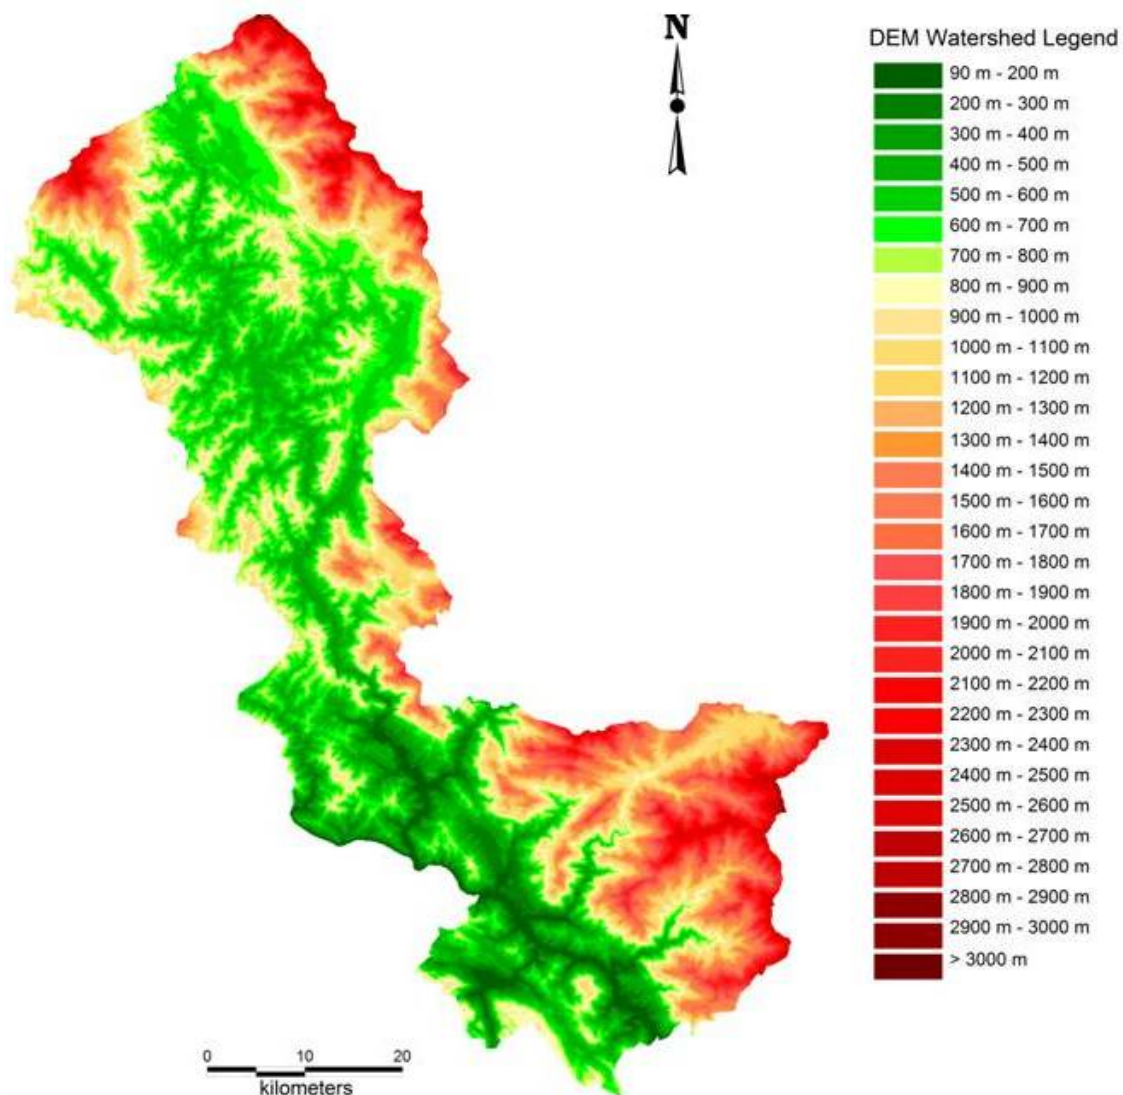 N
DEM Watershed Legend
90 m - 200 m
200 m - 300 m
300 m - 400 m
400 m - 500 m
500 m - 600 m
600 m - 700 m
700 m - 800 m
800 m - 900 m
900 m - 1000 m
1000 m - 1100 m
1100 m - 1200 m
1200 m - 1300 m
1300 m - 1400 m
1400 m - 1500 m
1500 m - 1600 m
1600 m - 1700 m
1700 m - 1800 m
1800 m - 1900 m
1900 m - 2000 m
2000 m - 2100 m
2100 m - 2200 m
2200 m - 2300 m
2300 m - 2400 m
2400 m - 2500 m
2500 m - 2600 m
2600 m - 2700 m
2700 m - 2800 m
2800 m - 2900 m
2900 m - 3000 m
> 3000 m
0 10 20
kilometers